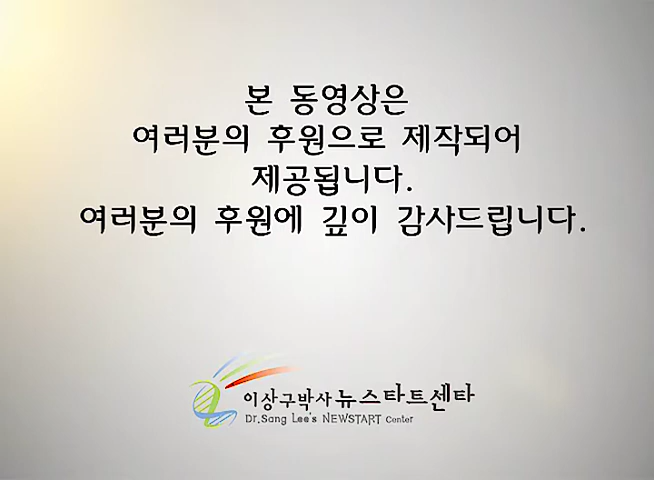 본 동영상은
여러분의 후원으로 제작되어
제공됩니다.
여러분의 후원에 깊이 감사드립니다.
이상구박사 뉴스타트센타
Dr.Sang Lee's NEWSTART Center